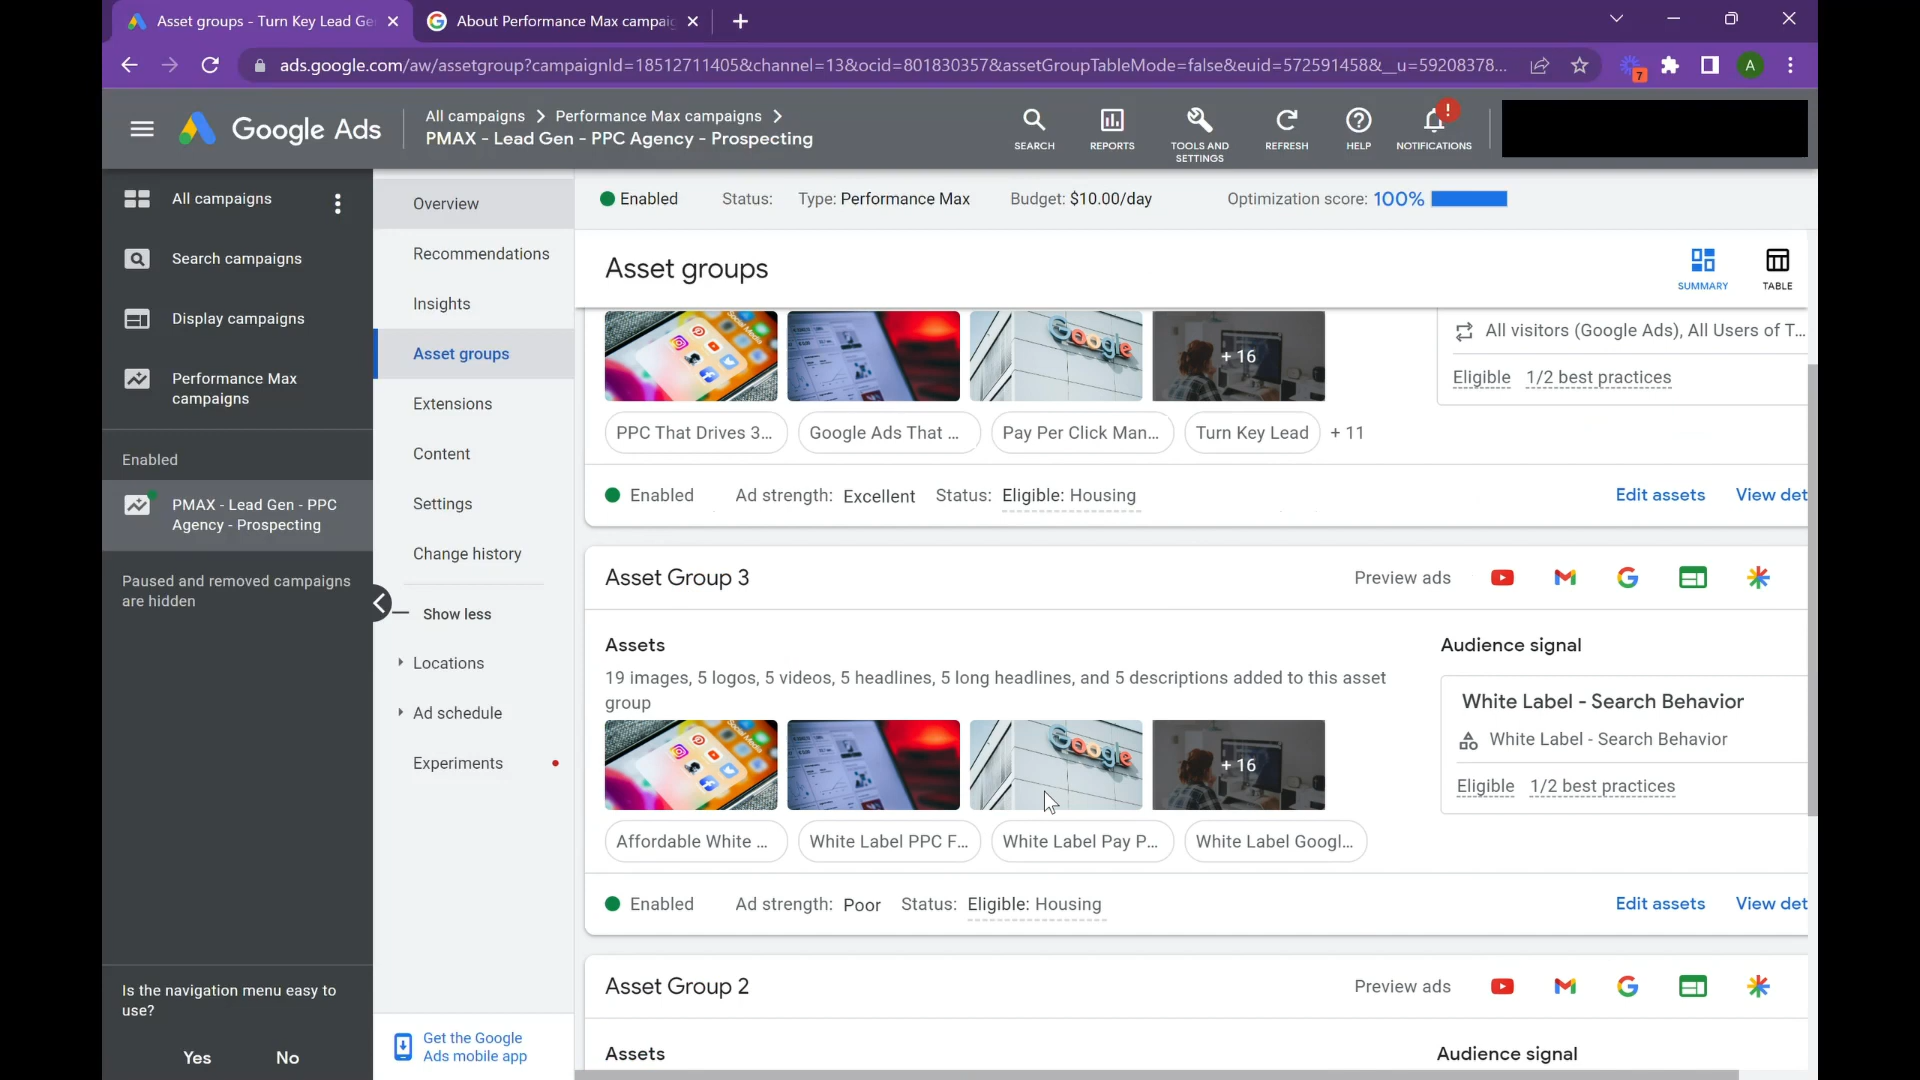 Asset groups - Turn Key Lead Ge
About Performance Max campaig
ads.google.com/aw/assetgroup?campaignId=18512711405&channel=13&ocid=801830357&assetGroupTableMode=false&euid=572591458&__u=59208378...
7
A
Google Ads
All campaigns > Performance Max campaigns >
PMAX - Lead Gen - PPC Agency - Prospecting
SEARCH
REPORTS
TOOLS AND
SETTINGS
REFRESH
HELP
NOTIFICATIONS
All campaigns
Search campaigns
Display campaigns
Performance Max
campaigns
Enabled
PMAX - Lead Gen - PPC
Agency - Prospecting
Paused and removed campaigns
are hidden
Is the navigation menu easy to
use?
Yes No
Overview
Recommendations
Insights
Asset groups
Extensions
Content
Settings
Change history
Show less
Locations
Ad schedule
Experiments
Get the Google
Ads mobile app
Enabled Status: Type: Performance Max Budget: $10.00/day Optimization score: 100%
Asset groups
SUMMARY
TABLE
Google
+ 16
All visitors (Google Ads), All Users of T...
Eligible 1/2 best practices
PPC That Drives 3... Google Ads That ... Pay Per Click Man... Turn Key Lead + 11
Enabled Ad strength: Excellent Status: Eligible: Housing Edit assets View det
Asset Group 3 Preview ads
Assets
19 images, 5 logos, 5 videos, 5 headlines, 5 long headlines, and 5 descriptions added to this asset
group
Google
+ 16
Audience signal
White Label - Search Behavior
White Label - Search Behavior
Eligible 1/2 best practices
Affordable White ... White Label PPC F... White Label Pay P... White Label Googl...
Enabled Ad strength: Poor Status: Eligible: Housing Edit assets View det
Asset Group 2 Preview ads
Assets
Audience signal